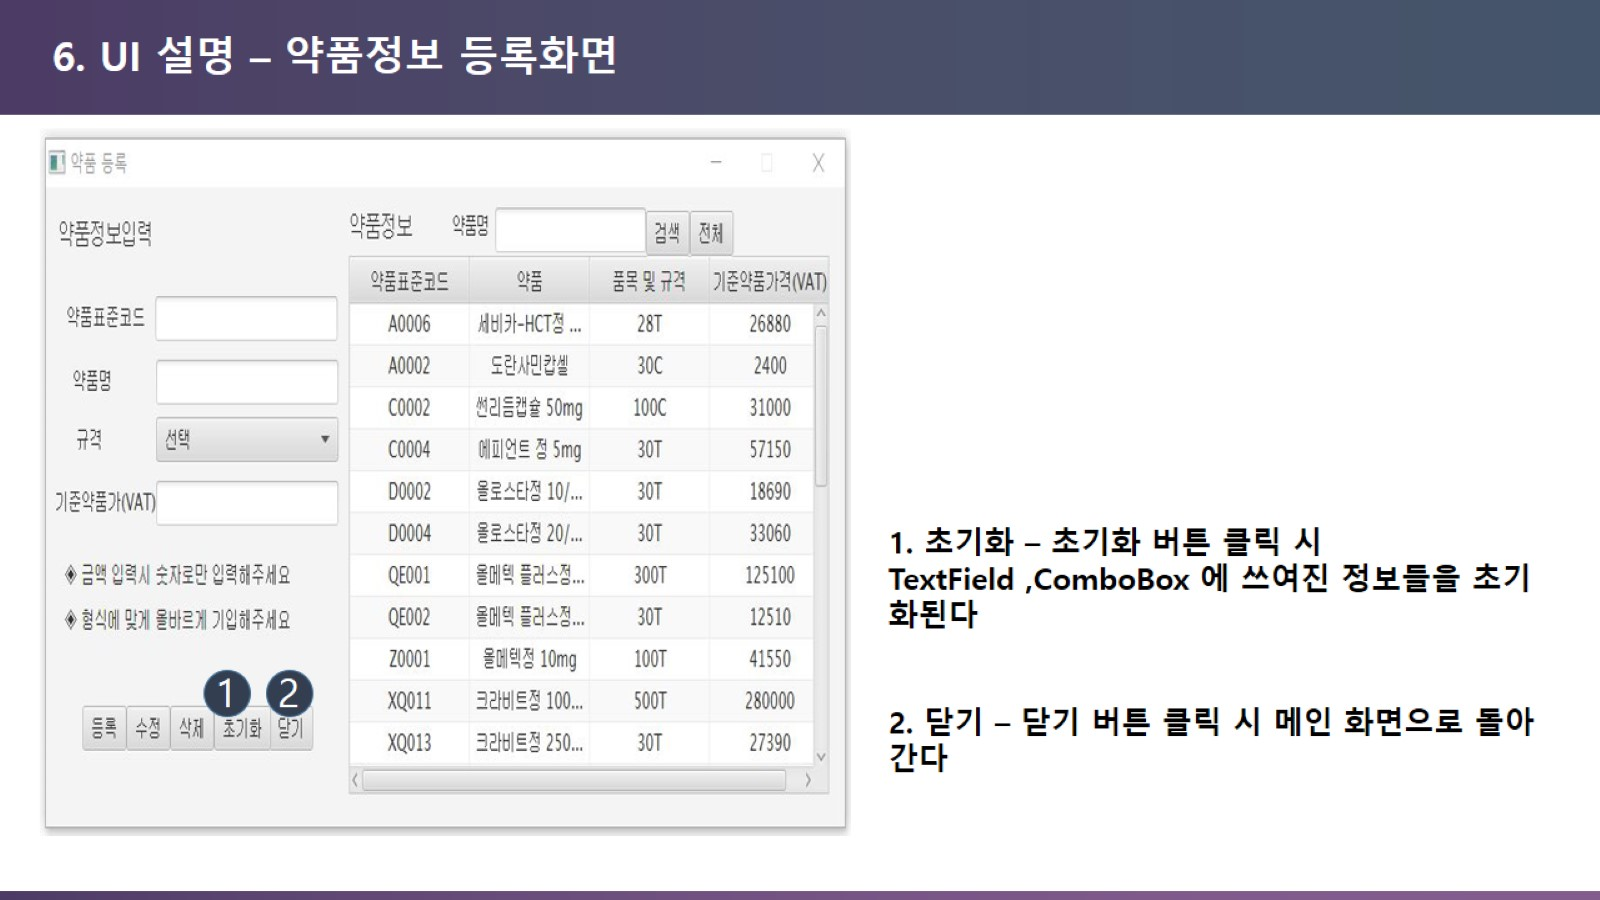 6. UI 설명 – 약품정보 등록화면
약품 등록
약품정보입력
약품정보 약품명 검색 전체
약품표준코드
약품명
규격 선택
기준약품가(VAT)
◈ 금액 입력시 숫자로만 입력해주세요
◈ 형식에 맞게 올바르게 기입해주세요
1 2
등록 수정 삭제 초기화 닫기
약품표준코드 약품 품목 및 규격 기준약품가격(VAT)
A0006 세비카-HCT정 ... 28T 26880
A0002 도란사민캅셀 30C 2400
C0002 썬리듬캡슐 50mg 100C 31000
C0004 에피언트 정 5mg 30T 57150
D0002 올로스타정 10/... 30T 18690
D0004 올로스타정 20/... 30T 33060
QE001 올메텍 플러스정... 300T 125100
QE002 올메텍 플러스정... 30T 12510
Z0001 올메텍정 10mg 100T 41550
XQ011 크라비트정 100... 500T 280000
XQ013 크라비트정 250... 30T 27390
1. 초기화 – 초기화 버튼 클릭 시
TextField ,ComboBox 에 쓰여진 정보들을 초기
화된다
2. 닫기 – 닫기 버튼 클릭 시 메인 화면으로 돌아
간다